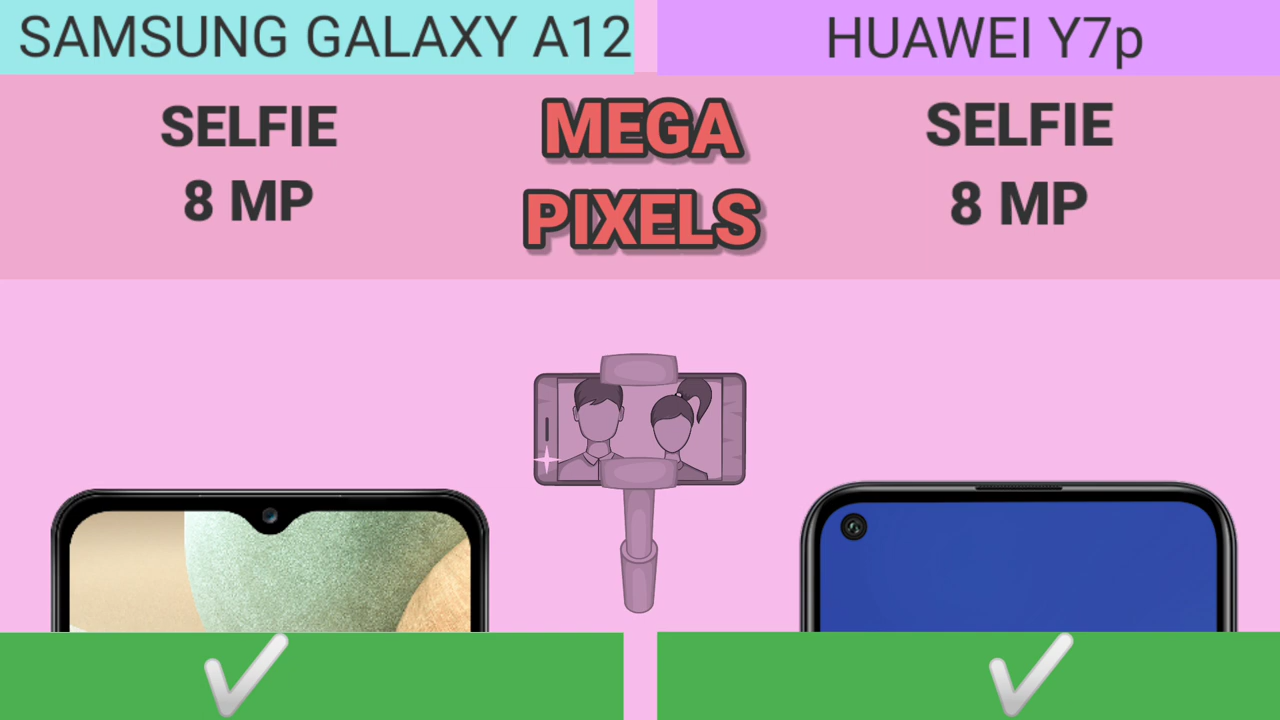 SAMSUNG GALAXY A12
HUAWEI Y7p
SELFIE
8 MP
MEGA
PIXELS
SELFIE
8 MP